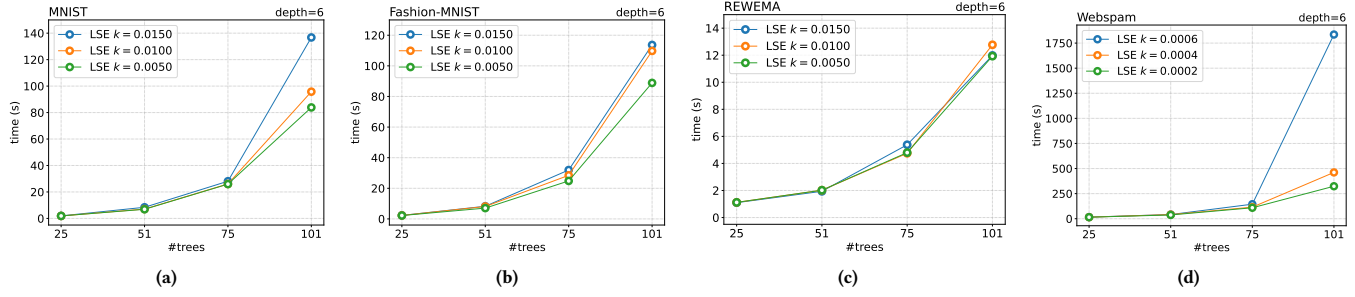 MNIST depth=6
LSE k = 0.0150
LSE k = 0.0100
LSE k = 0.0050
140
120
100
80
60
40
20
0
time (s)
25 51 75 101
#trees
(a)
Fashion-MNIST depth=6
LSE k = 0.0150
LSE k = 0.0100
LSE k = 0.0050
120
100
80
60
40
20
0
time (s)
25 51 75 101
#trees
(b)
REWEMA depth=6
LSE k = 0.0150
LSE k = 0.0100
LSE k = 0.0050
14
12
10
8
6
4
2
0
time (s)
25 51 75 101
#trees
(c)
Webspam depth=6
LSE k = 0.0006
LSE k = 0.0004
LSE k = 0.0002
1750
1500
1250
1000
750
500
250
0
time (s)
25 51 75 101
#trees
(d)